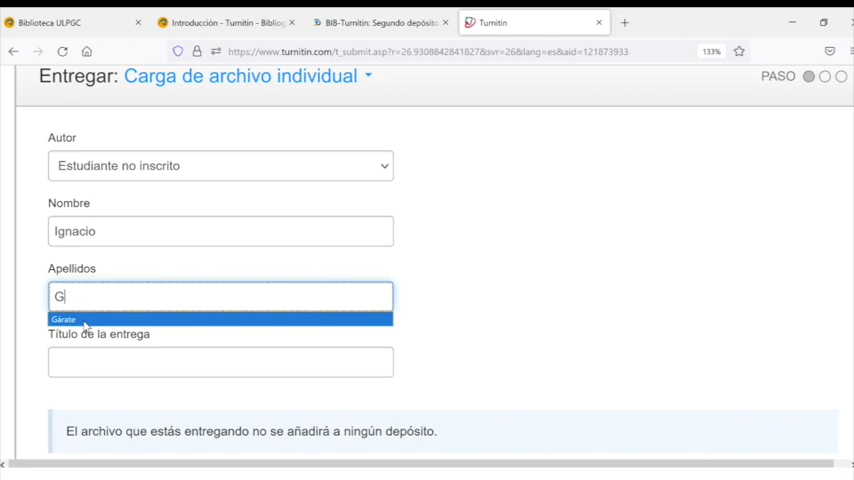 Biblioteca ULPGC
Introducción - Turnitin - Bibliog
BIB-Turnitin: Segundo depósito
Turnitin
https://www.turnitin.com/t_submit.asp?r=26.9308842841827&svr=26&lang=es&aid=121873933
133%
Entregar: Carga de archivo individual
PASO
Autor
Estudiante no inscrito
Nombre
Ignacio
Apellidos
G
Gárate
Título de la entrega
El archivo que estás entregando no se añadirá a ningún depósito.